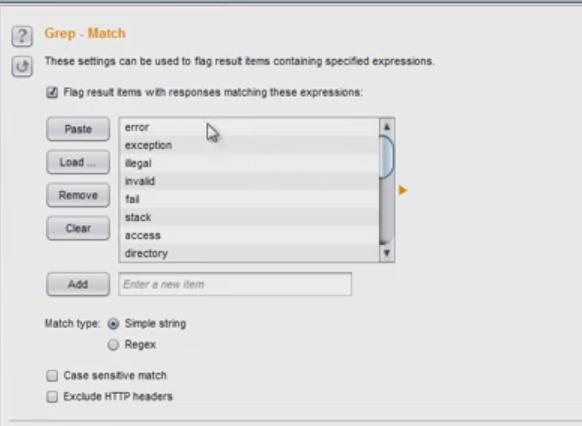 ?
Grep - Match
These settings can be used to flag result items containing specified expressions.
Flag result items with responses matching these expressions:
Paste
error
exception
Load ...
illegal
invalid
Remove
fail
stack
Clear
access
directory
Add
Enter a new item
Match type:
Simple string
Regex
Case sensitive match
Exclude HTTP headers